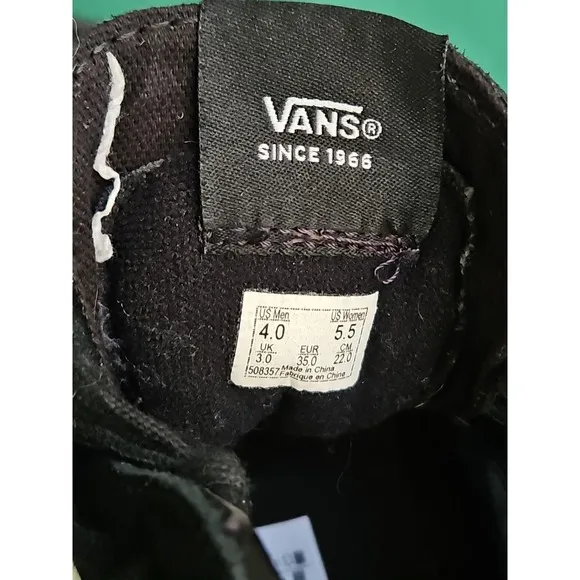 VANS®
SINCE 1966
US Men US Women
4.0 5.5
UK EUR CM
3.0 35.0 22.0
508357 Made in China
Fabriqué en Chine